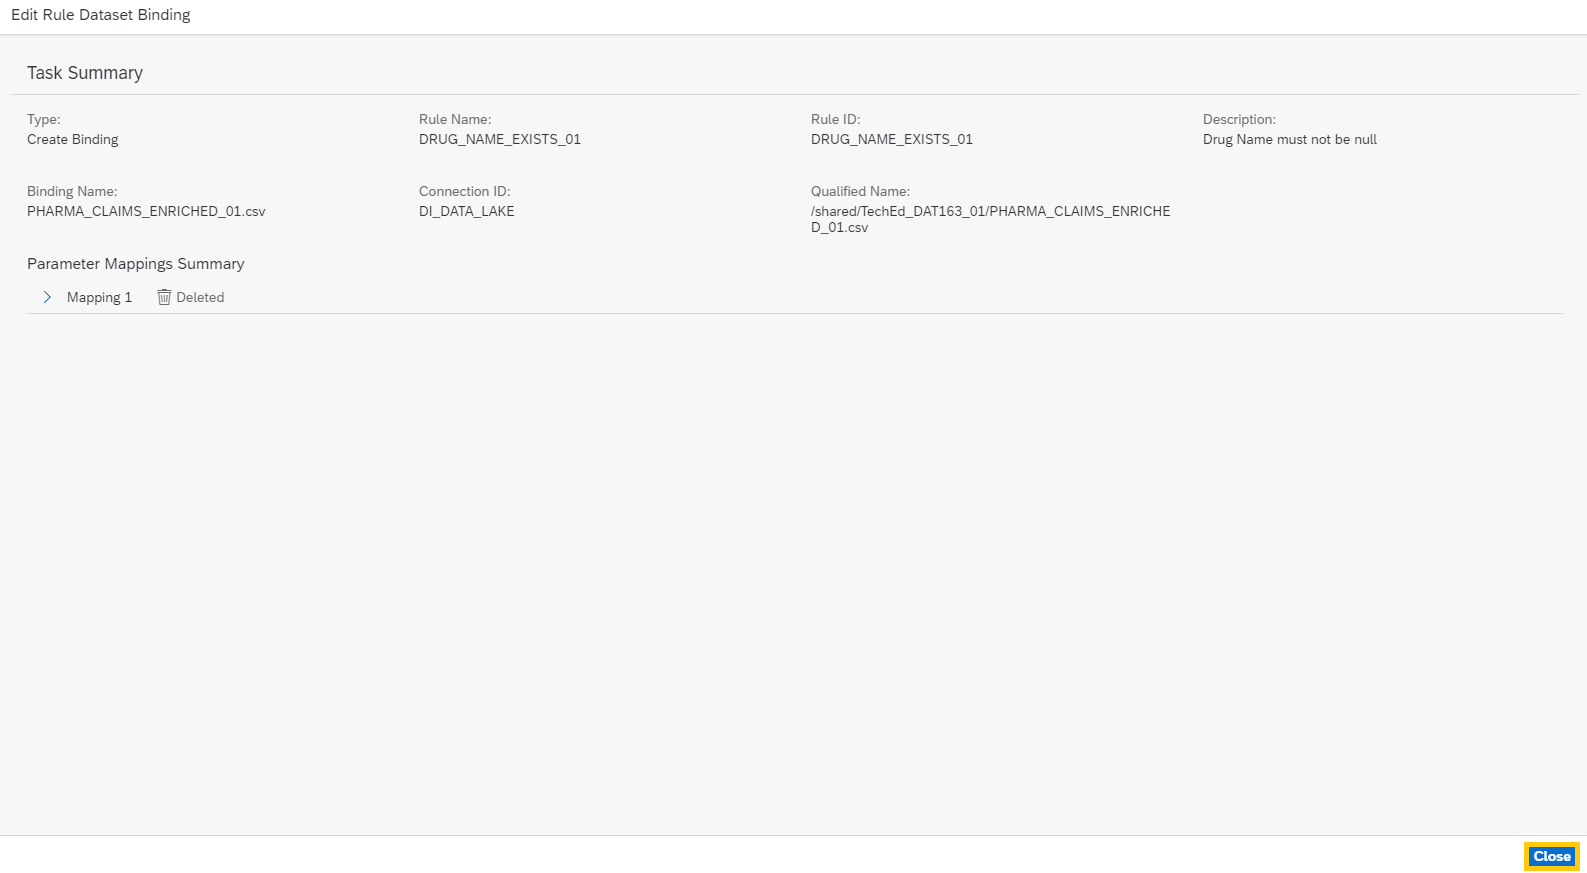 Edit Rule Dataset Binding
Task Summary
Type:
Create Binding
Rule Name:
DRUG_NAME_EXISTS_01
Rule ID:
DRUG_NAME_EXISTS_01
Description:
Drug Name must not be null
Binding Name:
PHARMA_CLAIMS_ENRICHED_01.csv
Connection ID:
DI_DATA_LAKE
Qualified Name:
/shared/TechEd_DAT163_01/PHARMA_CLAIMS_ENRICHE
D_01.csv
Parameter Mappings Summary
Mapping 1 Deleted
Close